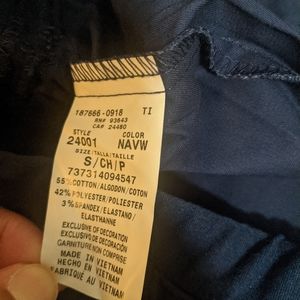 187666-0918 TI
RN# 93643
CA# 24480
STYLE COLOR
24001 NAVW
SIZE/TALLA/TAILLE
S/CH/P
737314094547
55% COTTON/ALGODON/COTON
42% POLYESTER/POLIESTER
3% SPANDEX/ELASTANO/
ELASTHANNE
EXCLUSIVE OF DECORATION
EXCLUSIVO DE DECORACION
GARNITURE NON COMPRISE
MADE IN VIETNAM
HECHO EN VIETNAM
FABRIQUE AU VIETNAM